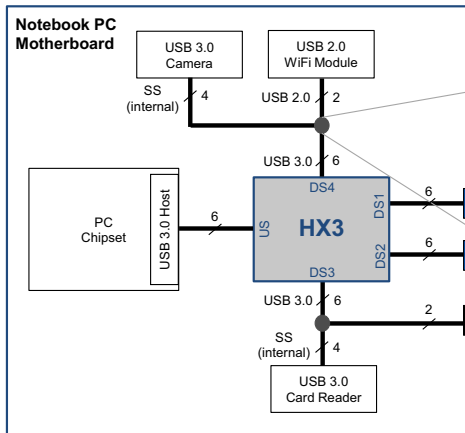 Notebook PC
Motherboard
USB 3.0
Camera
USB 2.0
WiFi Module
SS
(internal)
4
USB 2.0
2
USB 3.0
6
DS4
PC
Chipset
USB 3.0 Host
6
US
HX3
DS1
6
DS2
6
DS3
USB 3.0
6
2
SS
(internal)
4
USB 3.0
Card Reader